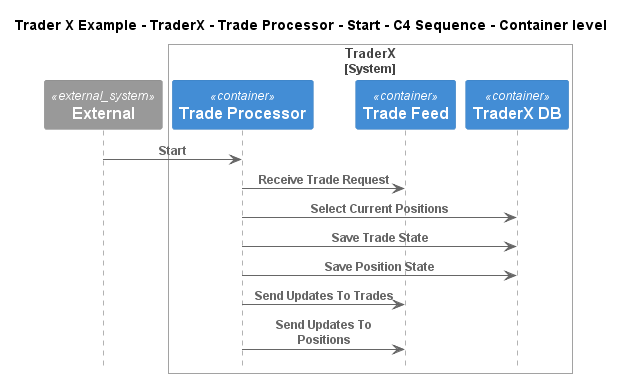 Trader X Example - TraderX - Trade Processor - Start - C4 Sequence - Container level
TraderX
[System]
«external_system»
External
«container»
Trade Processor
«container»
Trade Feed
«container»
TraderX DB
Start
Receive Trade Request
Select Current Positions
Save Trade State
Save Position State
Send Updates To Trades
Send Updates To
Positions